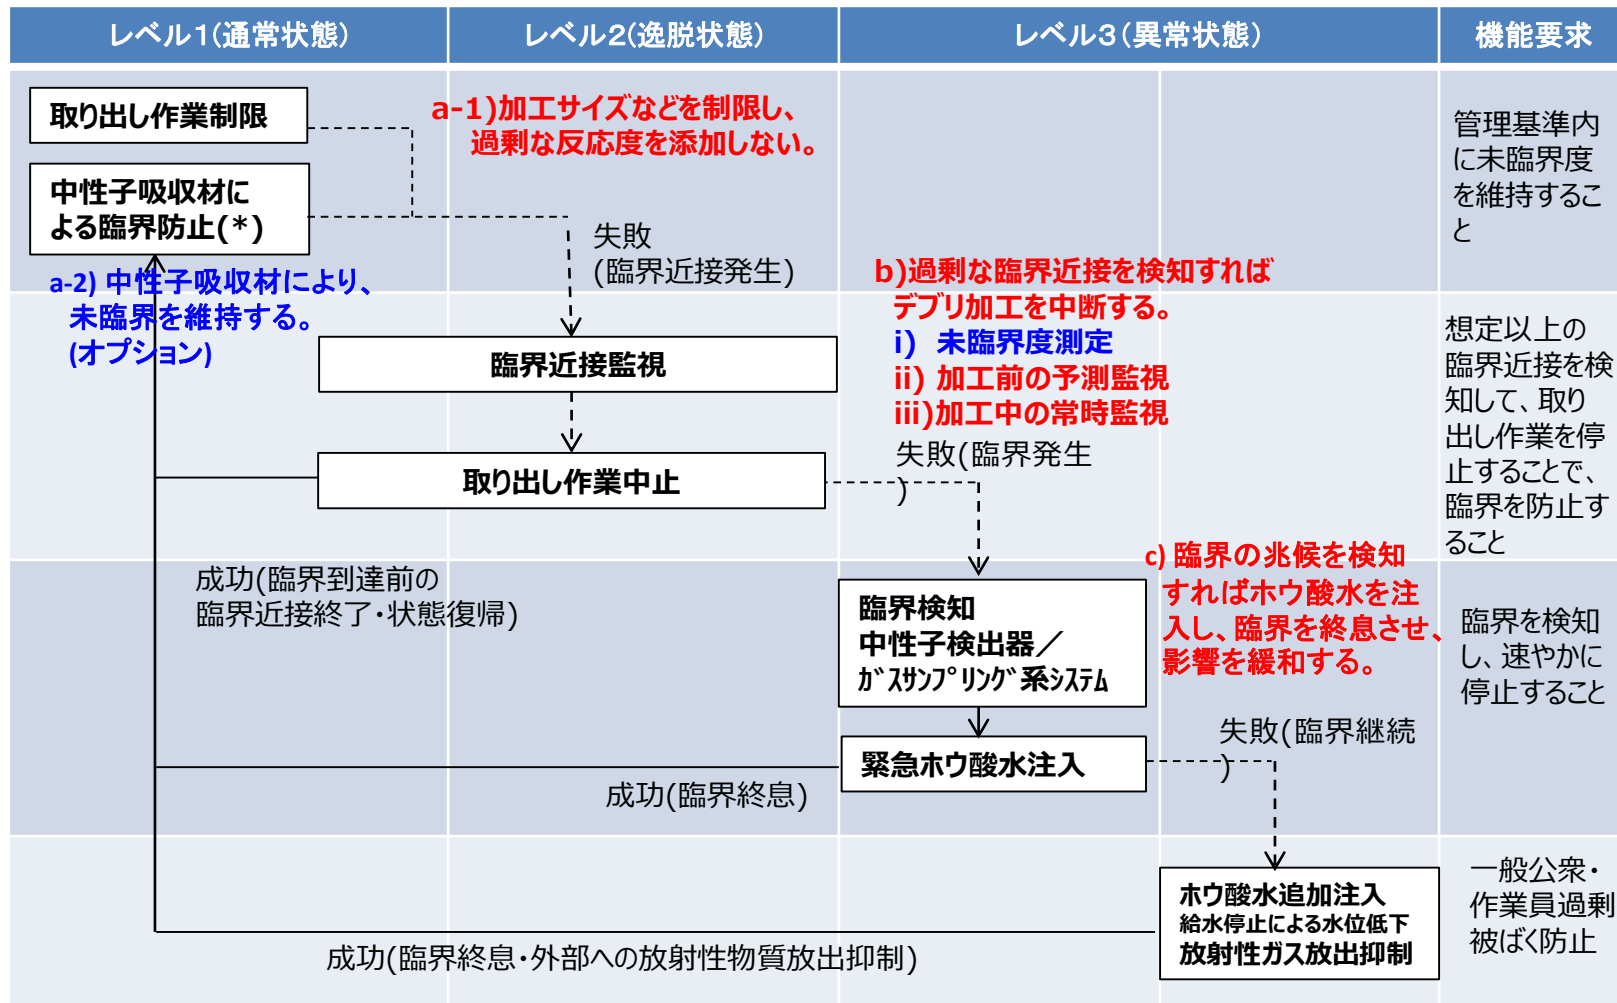 レベル１(通常状態)
レベル２(逸脱状態)
レベル３(異常状態)
機能要求
取り出し作業制限
a-1)加工サイズなどを制限し、
過剰な反応度を添加しない。
管理基準内
に未臨界度
を維持するこ
と
中性子吸収材に
よる臨界防止(*)
失敗
(臨界近接発生)
a-2) 中性子吸収材により、
未臨界を維持する。
(オプション)
b)過剰な臨界近接を検知すれば
デブリ加工を中断する。
i) 未臨界度測定
ii) 加工前の予測監視
iii)加工中の常時監視
臨界近接監視
想定以上の
臨界近接を検
知して、取り
出し作業を停
止することで、
臨界を防止す
ること
取り出し作業中止
失敗(臨界発生
)
成功(臨界到達前の
臨界近接終了・状態復帰)
臨界検知
中性子検出器／
ｶﾞｽｻﾝﾌﾟﾘﾝｸﾞ系ｼｽﾃﾑ
c) 臨界の兆候を検知
すればホウ酸水を注
入し、臨界を終息させ、
影響を緩和する。
臨界を検知
し、速やかに
停止すること
緊急ホウ酸水注入
失敗(臨界継続
)
成功(臨界終息)
ホウ酸水追加注入
給水停止による水位低下
放射性ガス放出抑制
一般公衆・
作業員過剰
被ばく防止
成功(臨界終息・外部への放射性物質放出抑制)